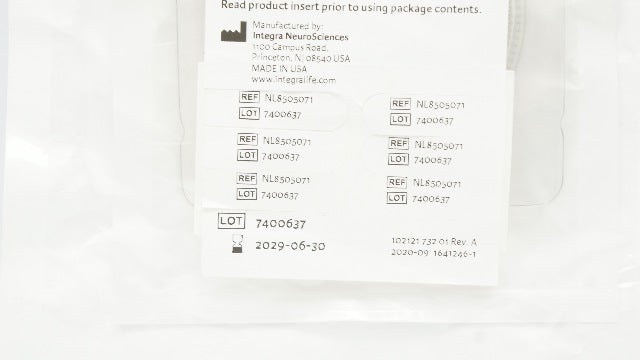 Read product insert prior to using package contents.
Manufactured by:
Integra NeuroSciences
1100 Campus Road,
Princeton, NJ 08540 USA
MADE IN USA
www.integralife.com
REF NL8505071
LOT 7400637
REF NL8505071
LOT 7400637
REF NL8505071
LOT 7400637
REF NL8505071
LOT 7400637
REF NL8505071
LOT 7400637
REF NL8505071
LOT 7400637
LOT 7400637
2029-06-30
102121 732 01 Rev. A
2020-09 1641246-1